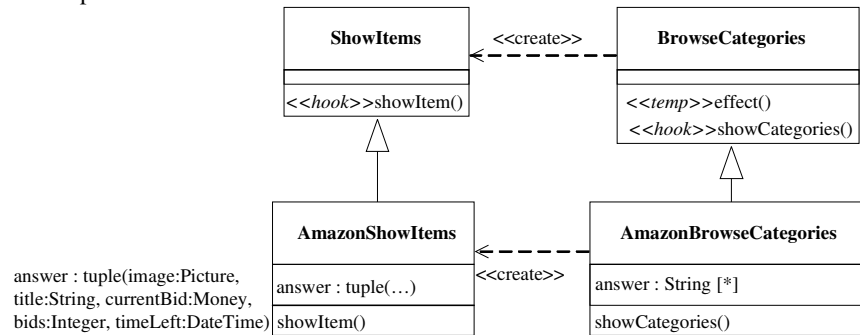 ShowItems
<<create>>
BrowseCategories
<<hook>>showItem()
<<temp>>effect()
<<hook>>showCategories()
AmazonShowItems
AmazonBrowseCategories
<<create>>
answer : tuple(image:Picture,
title:String, currentBid:Money,
bids:Integer, timeLeft:DateTime)
answer : tuple(…)
answer : String [*]
showItem()
showCategories()